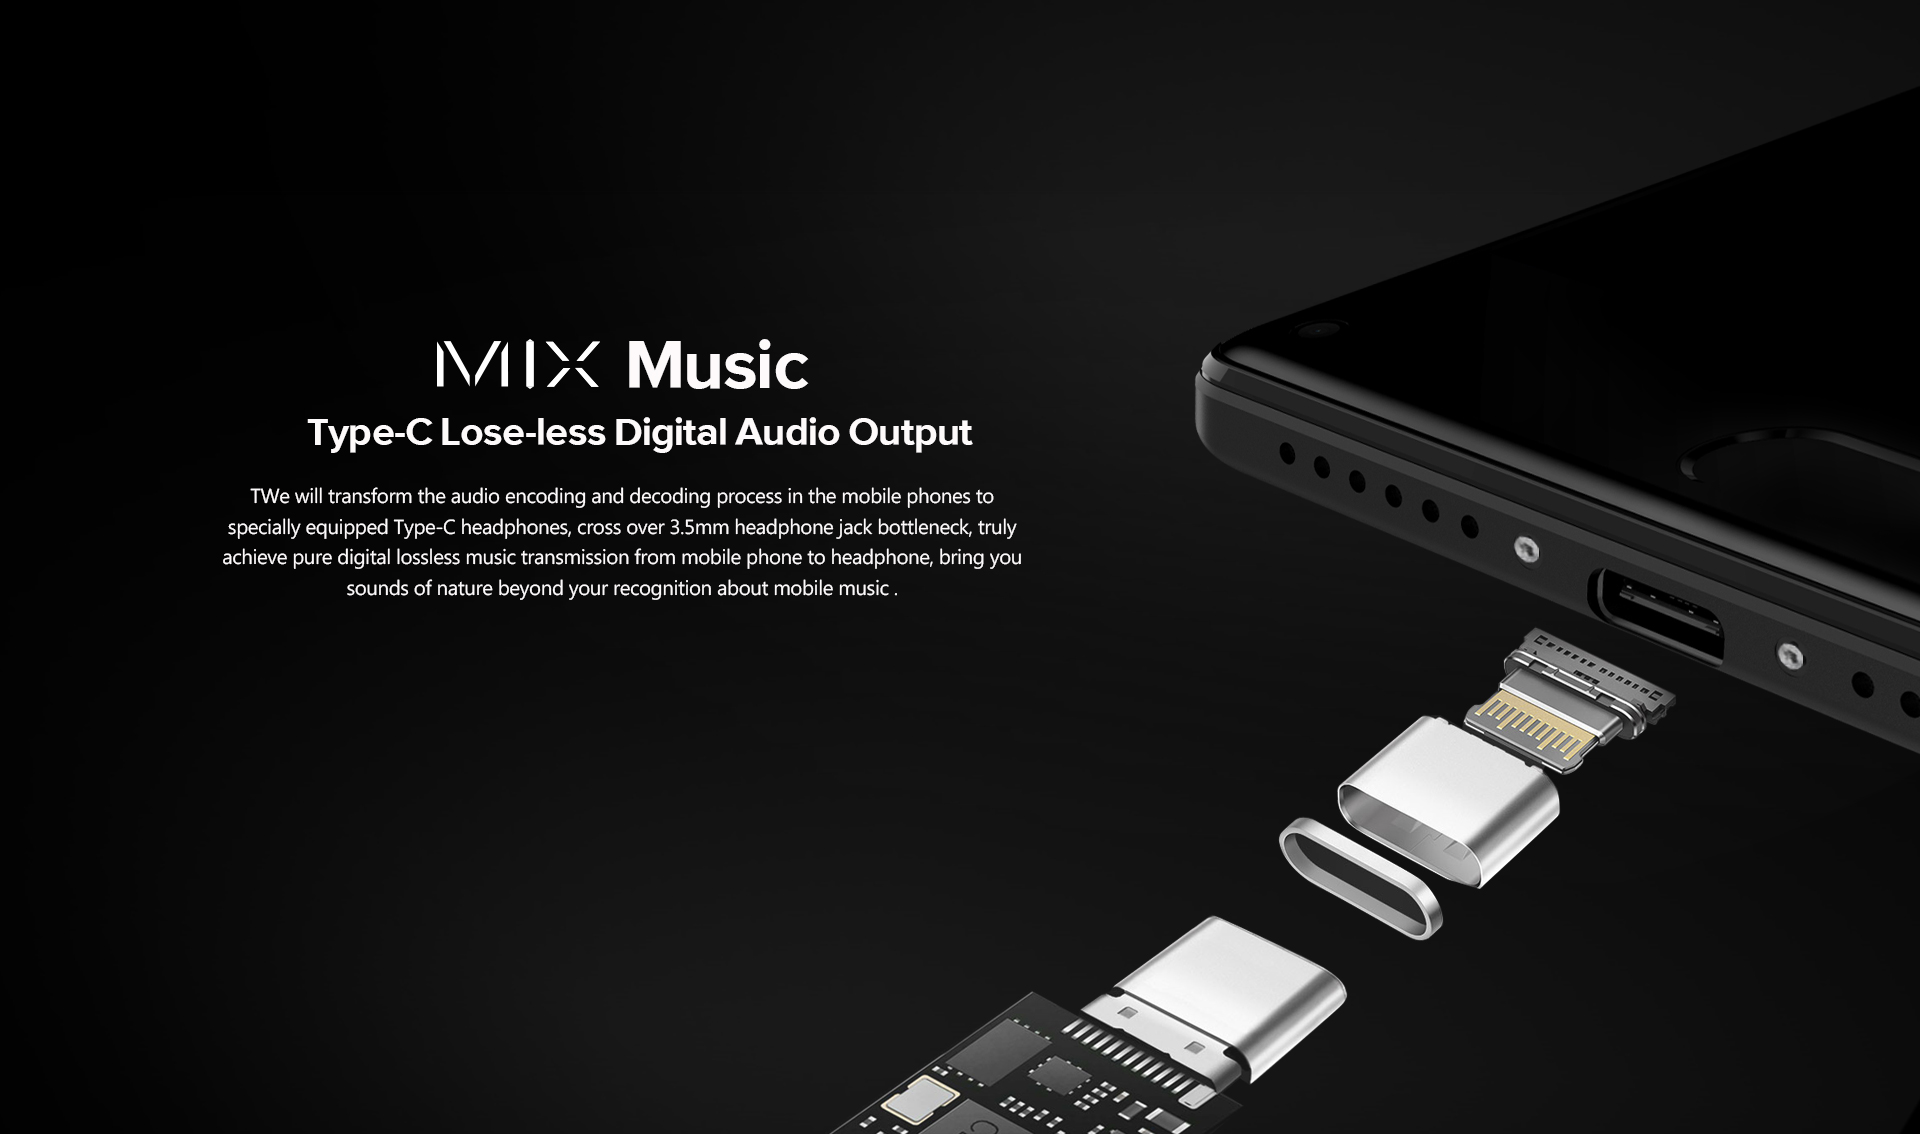 MIX Music
Type-C Lose-less Digital Audio Output
TWe will transform the audio encoding and decoding process in the mobile phones to
specially equipped Type-C headphones, cross over 3.5mm headphone jack bottleneck, truly
achieve pure digital lossless music transmission from mobile phone to headphone, bring you
sounds of nature beyond your recognition about mobile music .